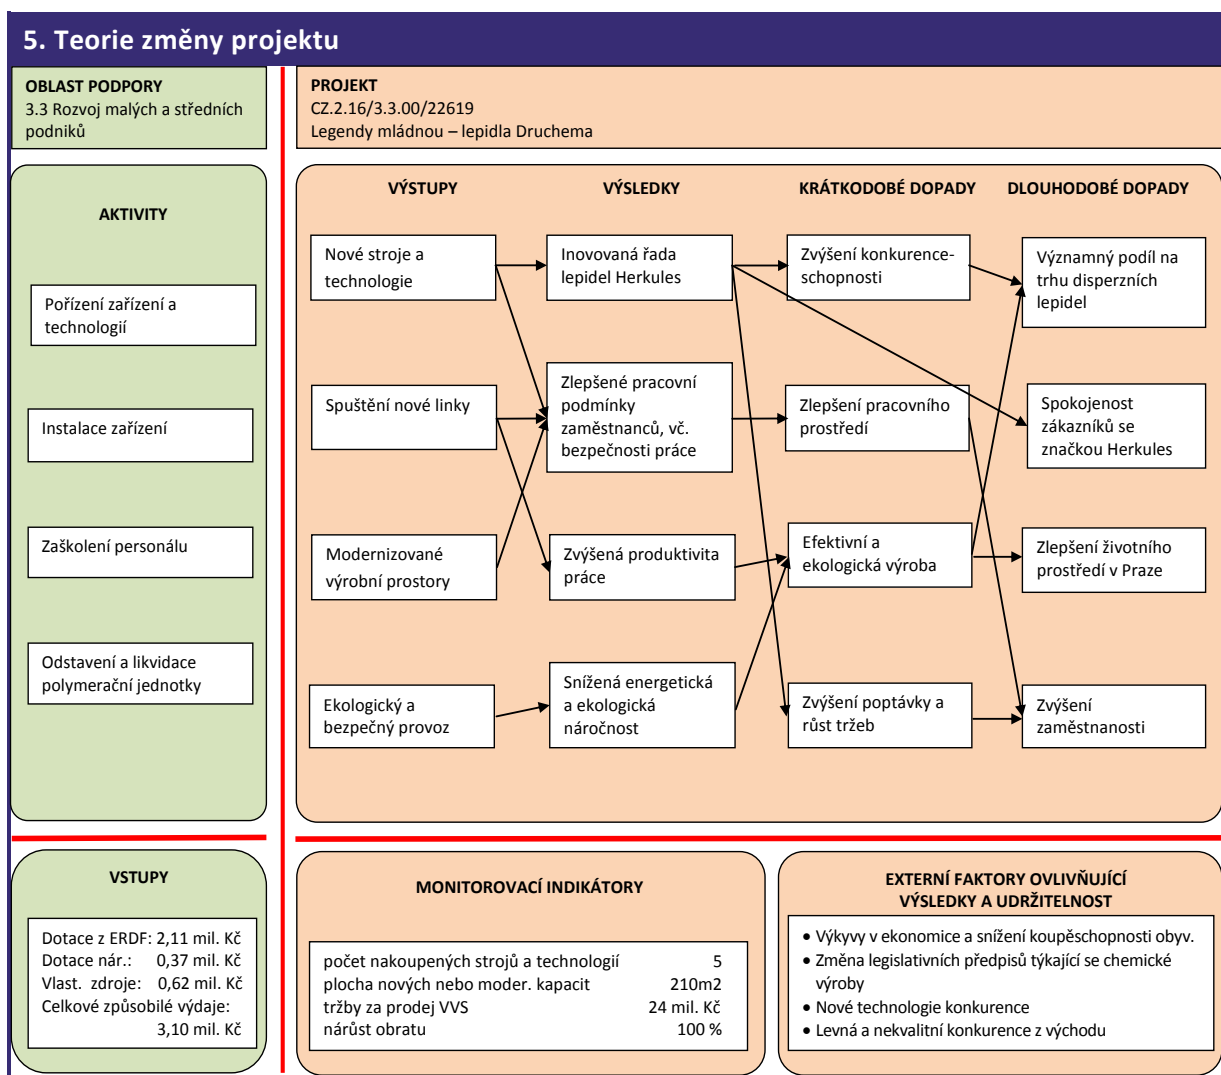 5. Teorie změny projektu
OBLAST PODPORY
3.3 Rozvoj malých a středních
podniků
PROJEKT
CZ.2.16/3.3.00/22619
Legendy mládnou – lepidla Druchema
AKTIVITY
Pořízení zařízení a
technologií
Instalace zařízení
Zaškolení personálu
Odstavení a likvidace
polymerační jednotky
VÝSTUPY
Nové stroje a
technologie
Spuštění nové linky
Modernizované
výrobní prostory
Ekologický a
bezpečný provoz
VÝSLEDKY
Inovovaná řada
lepidel Herkules
Zlepšené pracovní
podmínky
zaměstnanců, vč.
bezpečnosti práce
Zvýšená produktivita
práce
Snížená energetická
a ekologická
náročnost
KRÁTKODOBÉ DOPADY
Zvýšení konkurence-
schopnosti
Zlepšení pracovního
prostředí
Efektivní a
ekologická výroba
Zvýšení poptávky a
růst tržeb
DLOUHODOBÉ DOPADY
Významný podíl na
trhu disperzních
lepidel
Spokojenost
zákazníků se
značkou Herkules
Zlepšení životního
prostředí v Praze
Zvýšení
zaměstnanosti
VSTUPY
Dotace z ERDF: 2,11 mil. Kč
Dotace nár.: 0,37 mil. Kč
Vlast. zdroje: 0,62 mil. Kč
Celkové způsobilé výdaje:
3,10 mil. Kč
MONITOROVACÍ INDIKÁTORY
počet nakoupených strojů a technologií 5
plocha nových nebo moder. kapacit 210m2
tržby za prodej VVS 24 mil. Kč
nárůst obratu 100 %
EXTERNÍ FAKTORY OVLIVŇUJÍCÍ
VÝSLEDKY A UDRŽITELNOST
• Výkyvy v ekonomice a snížení koupěschopnosti obyv.
• Změna legislativních předpisů týkající se chemické
výroby
• Nové technologie konkurence
• Levná a nekvalitní konkurence z východu